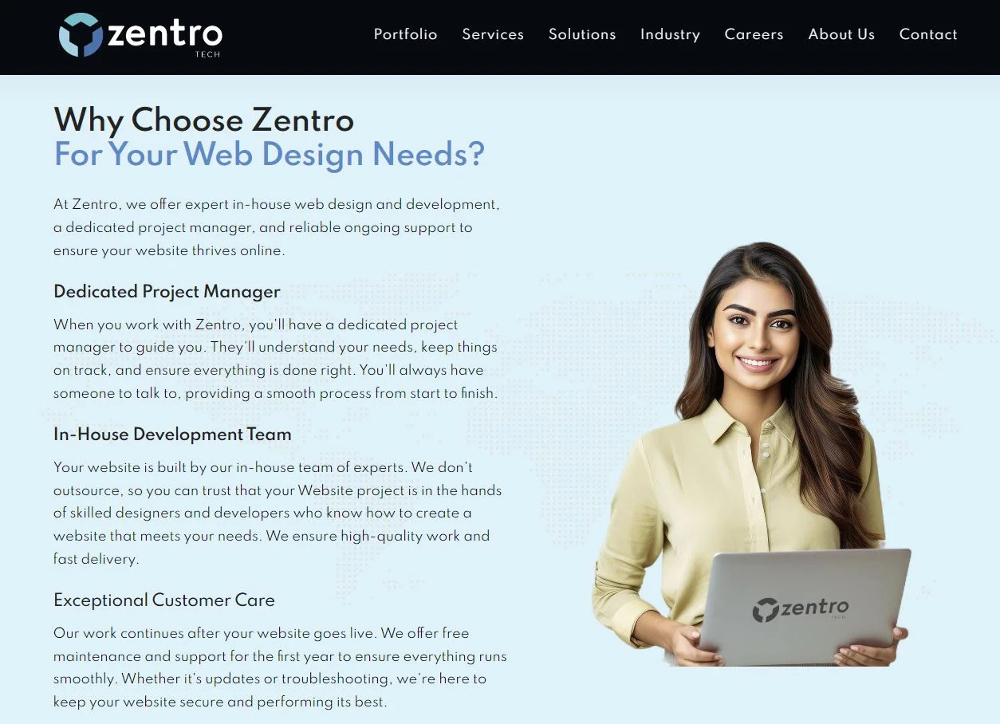 zentro
TECH
Portfolio Services Solutions Industry Careers About Us Contact
Why Choose Zentro
For Your Web Design Needs?
At Zentro, we offer expert in-house web design and development,
a dedicated project manager, and reliable ongoing support to
ensure your website thrives online.
Dedicated Project Manager
When you work with Zentro, you'll have a dedicated project
manager to guide you. They'll understand your needs, keep things
on track, and ensure everything is done right. You'll always have
someone to talk to, providing a smooth process from start to finish.
In-House Development Team
Your website is built by our in-house team of experts. We don't
outsource, so you can trust that your Website project is in the hands
of skilled designers and developers who know how to create a
website that meets your needs. We ensure high-quality work and
fast delivery.
Exceptional Customer Care
Our work continues after your website goes live. We offer free
maintenance and support for the first year to ensure everything runs
smoothly. Whether it's updates or troubleshooting, we're here to
keep your website secure and performing its best.
zentro
TECH